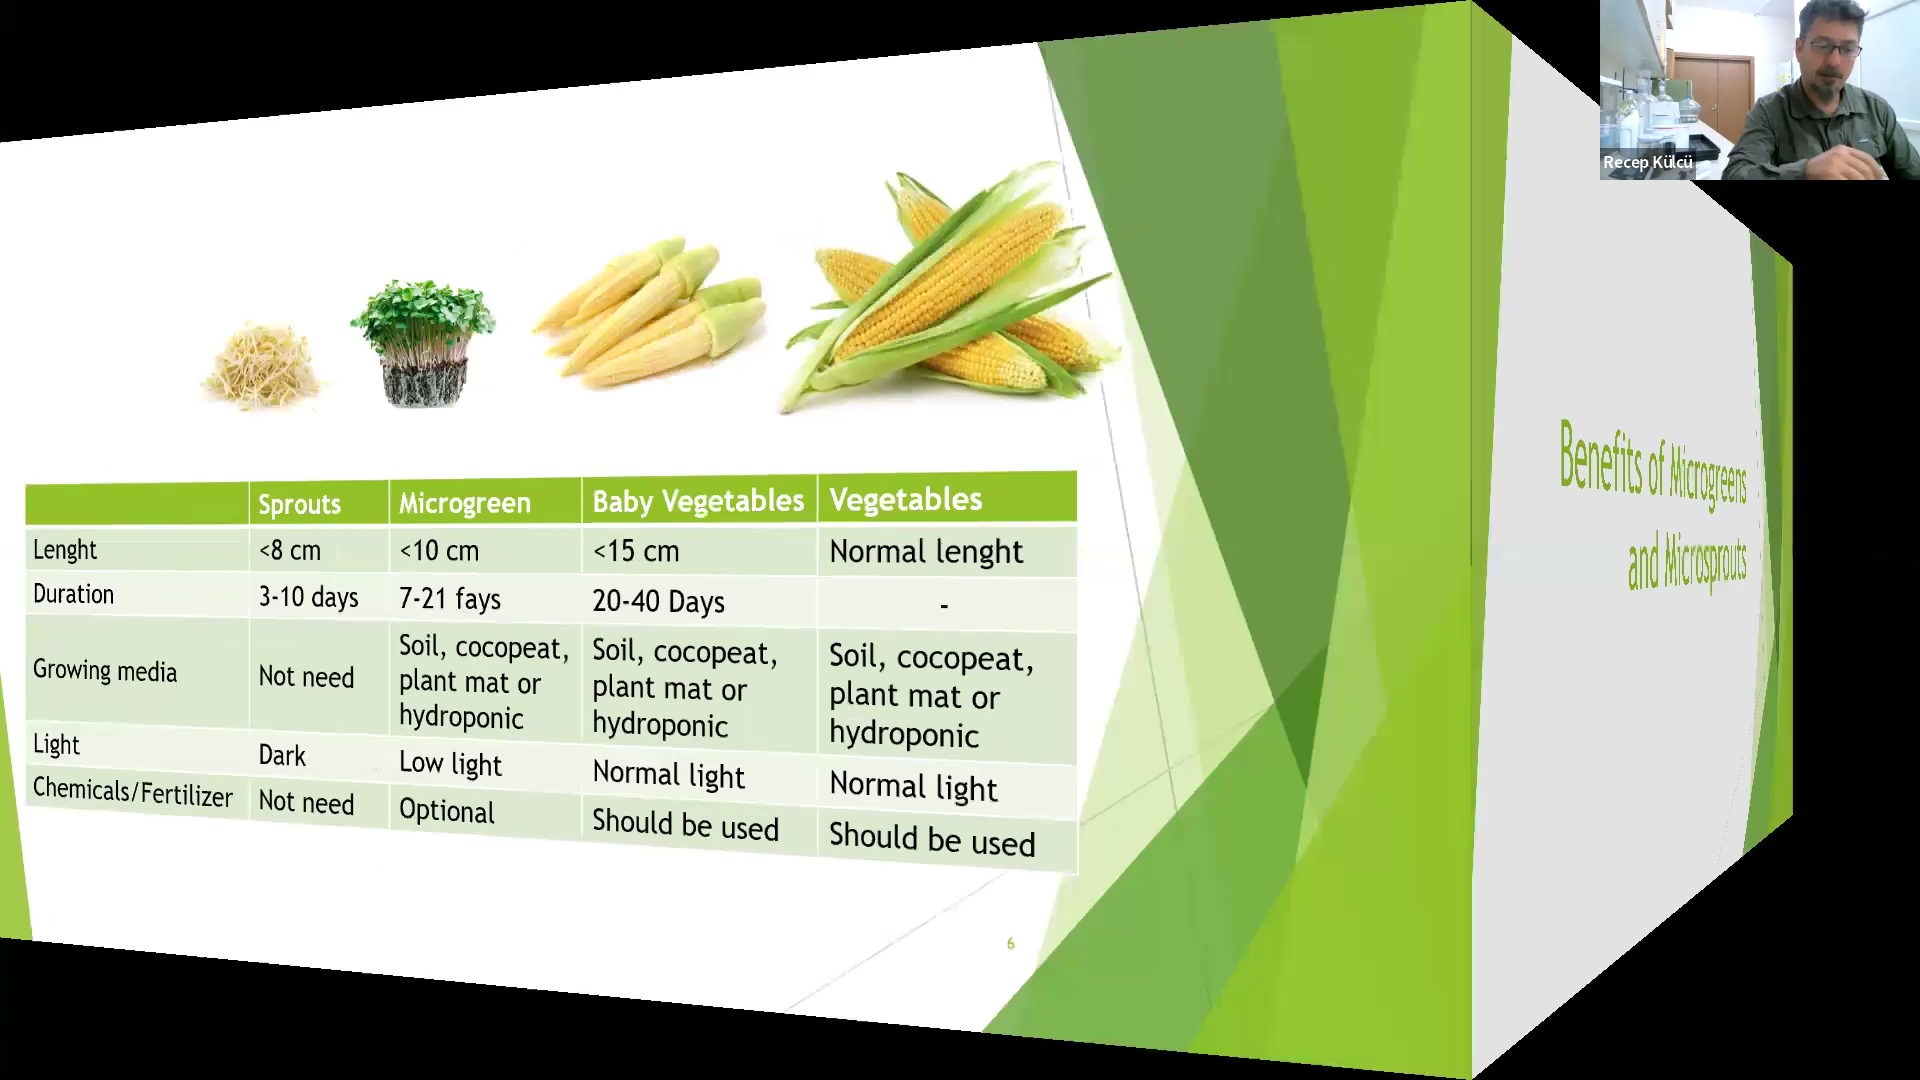 Recep Külcü
Sprouts Microgreen Baby Vegetables Vegetables
Lenght <8 cm <10 cm <15 cm Normal lenght
Duration 3-10 days 7-21 fays 20-40 Days -
Growing media Not need Soil, cocopeat, plant mat or hydroponic Soil, cocopeat, plant mat or hydroponic Soil, cocopeat, plant mat or hydroponic
Light Dark Low light Normal light Normal light
Chemicals/Fertilizer Not need Optional Should be used Should be used
6
Benefits of Microgreens
and Microsprouts